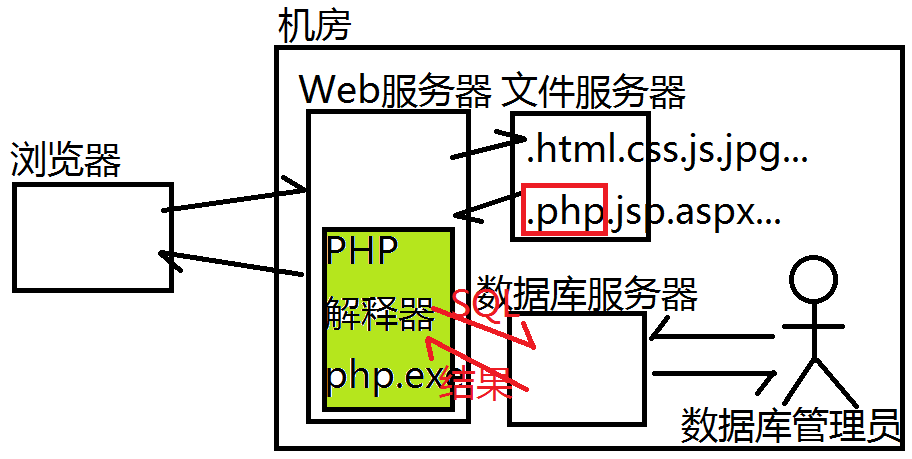 机房
Web服务器
文件服务器
浏览器
.html.css.js.jpg...
.php.jsp.aspx...
PHP
解释器
php.exe
SQL
结果
数据库服务器
数据库管理员